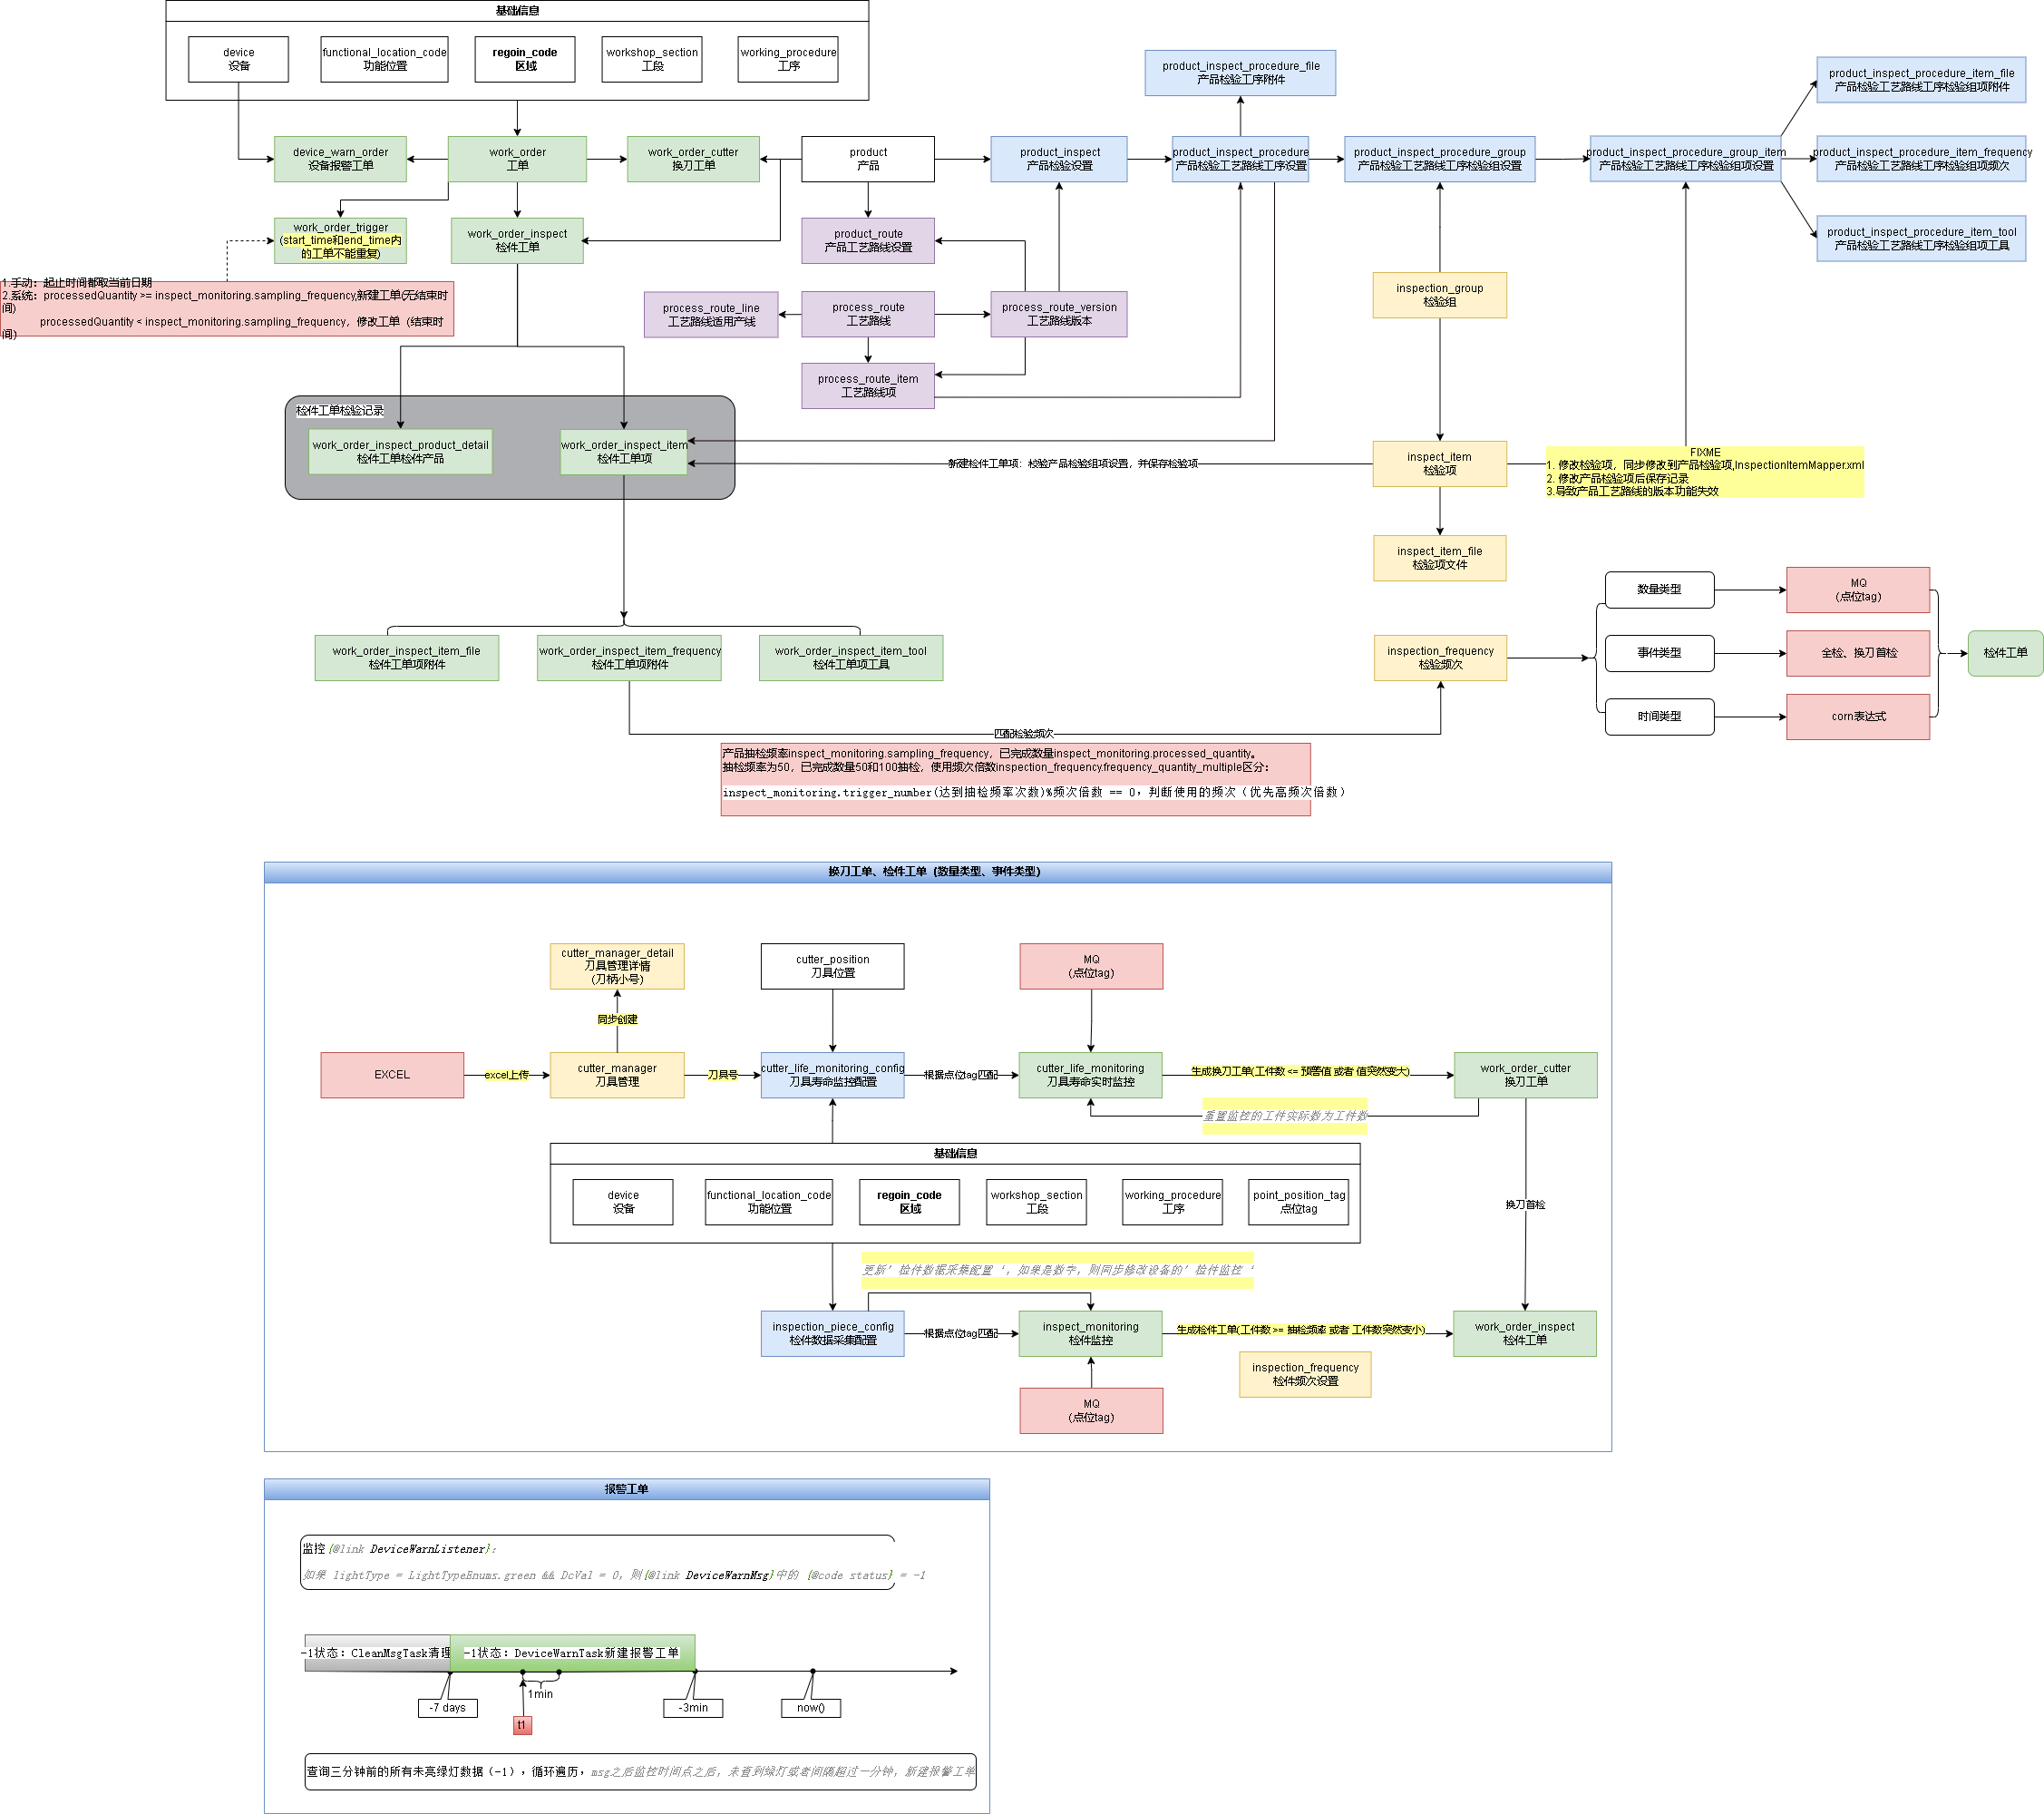 基础信息
device
设备
functional_location_code
功能位置
regoin_code
区域
workshop_section
工段
working_procedure
工序
product_inspect_procedure_file
产品检验工序附件
product_inspect_procedure_item_file
产品检验工艺路线工序检验组项附件
device_warn_order
设备报警工单
work_order
工单
work_order_cutter
换刀工单
product
产品
product_inspect
产品检验设置
product_inspect_procedure
产品检验工艺路线工序设置
product_inspect_procedure_group
产品检验工艺路线工序检验组设置
product_inspect_procedure_group_item
产品检验工艺路线工序检验组项设置
product_inspect_procedure_item_frequency
产品检验工艺路线工序检验组项频次
work_order_trigger
(start_time和end_time内
的工单不能重复)
work_order_inspect
检件工单
product_route
产品工艺路线设置
product_inspect_procedure_item_tool
产品检验工艺路线工序检验组项工具
1.手动：起止时间都取当前日期
2.系统：processedQuantity >= inspect_monitoring.sampling_frequency,新建工单(无结束时
间)
processedQuantity < inspect_monitoring.sampling_frequency，修改工单（结束时
间)
process_route_line
工艺路线适用产线
process_route
工艺路线
process_route_version
工艺路线版本
inspection_group
检验组
process_route_item
工艺路线项
检件工单检验记录
work_order_inspect_product_detail
检件工单检件产品
work_order_inspect_item
检件工单项
新建检件工单项：校验产品检验组项设置，并保存检验项
inspect_item
检验项
FIXME
1. 修改检验项，同步修改到产品检验项,InspectionItemMapper.xml
2. 修改产品检验项后保存记录
3.导致产品工艺路线的版本功能失效
inspect_item_file
检验项文件
数量类型
MQ
(点位tag)
work_order_inspect_item_file
检件工单项附件
work_order_inspect_item_frequency
检件工单项附件
work_order_inspect_item_tool
检件工单项工具
inspection_frequency
检验频次
事件类型
全检、换刀首检
检件工单
时间类型
corn表达式
匹配检验频次
产品抽检频率inspect_monitoring.sampling_frequency，已完成数量inspect_monitoring.processed_quantity。
抽检频率为50，已完成数量50和100抽检，使用频次倍数inspection_frequency.frequency_quantity_multiple区分：
inspect_monitoring.trigger_number(达到抽检频率次数)%频次倍数 == 0，判断使用的频次（优先高频次倍数）
换刀工单、检件工单（数量类型、事件类型）
cutter_manager_detail
刀具管理详情
(刀柄小号)
cutter_position
刀具位置
MQ
(点位tag)
同步创建
EXCEL
excel上传
cutter_manager
刀具管理
刀具号
cutter_life_monitoring_config
刀具寿命监控配置
根据点位tag匹配
cutter_life_monitoring
刀具寿命实时监控
生成换刀工单(工件数 <= 预警值 或者 值突然变大)
work_order_cutter
换刀工单
重置监控的工件实际数为工件数
基础信息
device
设备
functional_location_code
功能位置
regoin_code
区域
workshop_section
工段
working_procedure
工序
point_position_tag
点位tag
换刀首检
更新’检件数据采集配置‘，如果是数字，则同步修改设备的’检件监控‘
inspection_piece_config
检件数据采集配置
根据点位tag匹配
inspect_monitoring
检件监控
生成检件工单(工件数 >= 抽检频率 或者 工件数突然变小)
work_order_inspect
检件工单
inspection_frequency
检件频次设置
MQ
(点位tag)
报警工单
监控{@link DeviceWarnListener}：
如果 lightType = LightTypeEnums.green && DcVal = 0，则{@link DeviceWarnMsg}中的 {@code status} = -1
-1状态：CleanMsgTask清理
-1状态：DeviceWarnTask新建报警工单
1min
-7 days
-3min
now()
t1
查询三分钟前的所有未亮绿灯数据（-1），循环遍历，msg之后监控时间点之后，未查到绿灯或者间隔超过一分钟，新建报警工单